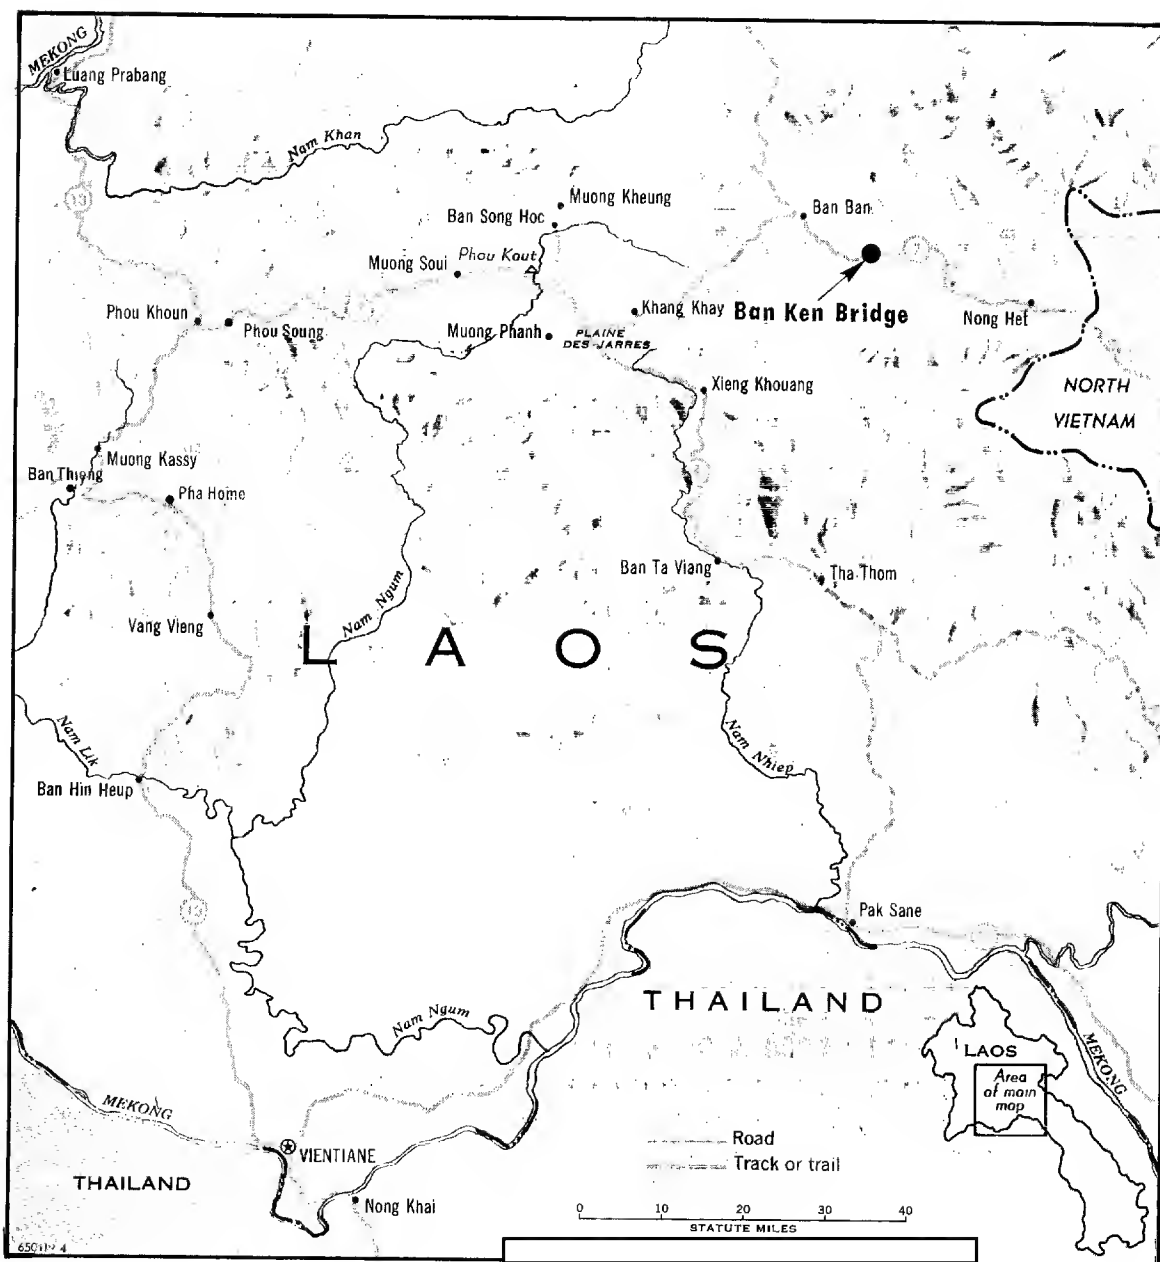 MEKONG
Luang Prabang
Nam Khan
13
Muong Kheung
Ban Song Hoc
Ban Ban
Muong Soui
Phou Kout
7
Phou Khoun
Phou Soung
Khang Khay
Ban Ken Bridge
Nong Het
Muong Phanh
PLAINE
DES-JARRES
Xieng Khouang
NORTH
VIETNAM
Muong Kassy
Ban Thieng
Pha Home
Ban Ta Viang
Tha Thom
Nam Ngum
Vang Vieng
LAOS
Nam Lik
Nam Nhiep
Ban Hin Heup
13
Pak Sane
THAILAND
Nam Ngum
LAOS
Area
of main
map
MEKONG
MEKONG
Road
Track or trail
VIENTIANE
THAILAND
Nong Khai
0 10 20 30 40
STATUTE MILES